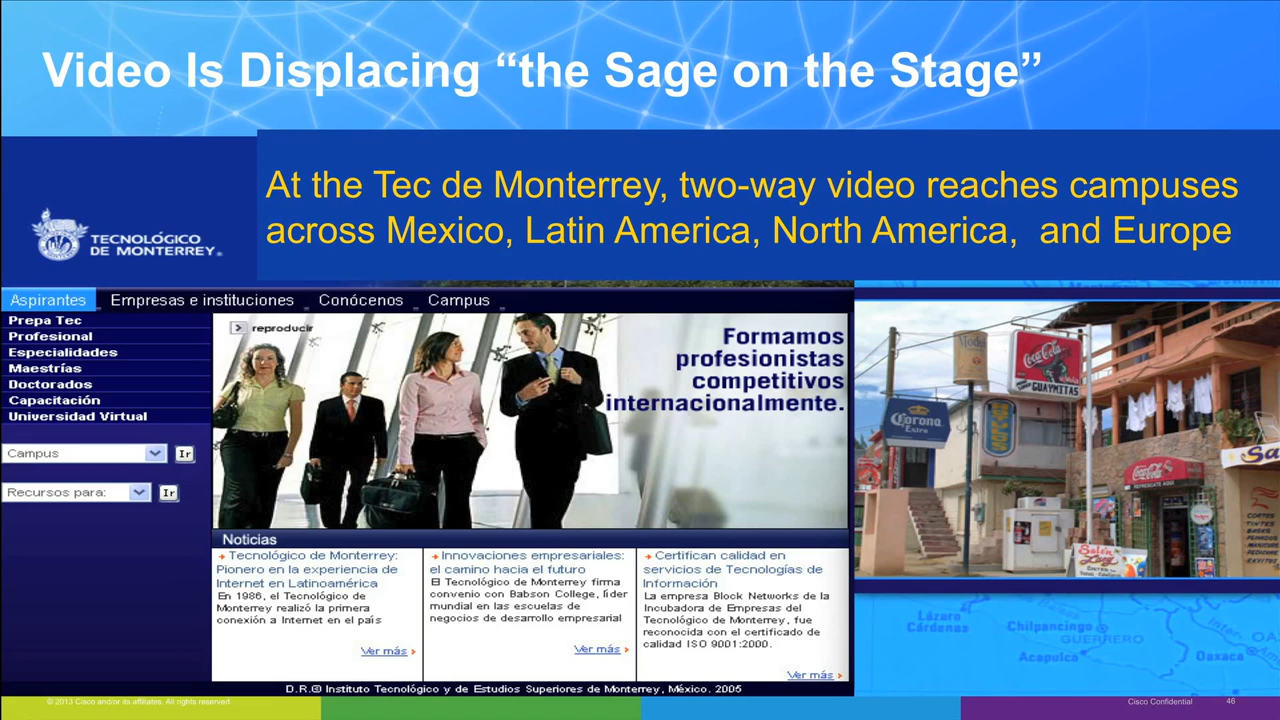 Video Is Displacing “the Sage on the Stage”
At the Tec de Monterrey, two-way video reaches campuses
across Mexico, Latin America, North America, and Europe
TECNOLÓGICO
DE MONTERREY
Aspirantes
Empresas e instituciones
Conócenos
Campus
Prepa Tec
Profesional
Especialidades
Maestrías
Doctorados
Capacitación
Universidad Virtual
Campus
Ir
Recursos para:
Ir
reproducir
Formamos
profesionistas
competitivos
internacionalmente.
Noticias
Tecnológico de Monterrey:
Pionero en la experiencia de
Internet en Latinoamérica
En 1986, el Tecnológico de
Monterrey realizó la primera
conexión a Internet en el país
Ver más
Innovaciones empresariales:
el camino hacia el futuro
El Tecnológico de Monterrey firma
convenio con Babson College, líder
mundial en las escuelas de
negocios de desarrollo empresarial
Ver más
Certifican calidad en
servicios de Tecnologías de
Información
La empresa Block Networks de la
Incubadora de Empresas del
Tecnológico de Monterrey, fue
reconocida con el certificado de
calidad ISO 9001:2000.
Ver más
D.R.© Instituto Tecnológico y de Estudios Superiores de Monterrey, México. 2005
Coca-Cola
GUAYMITAS
Corona
Extra
Coca-Cola
CORTES
TINTES
BASES
PEINADOS
MANICURE
PEDICURE
Lázaro
Cárdenas
Chilpancingo
GUERRERO
Acapulco
Oaxaca
© 2013 Cisco and/or its affiliates. All rights reserved.
Cisco Confidential
46